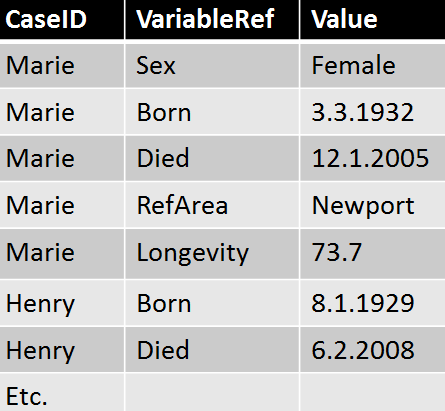 CaseID VariableRef Value
Marie Sex Female
Marie Born 3.3.1932
Marie Died 12.1.2005
Marie RefArea Newport
Marie Longevity 73.7
Henry Born 8.1.1929
Henry Died 6.2.2008
Etc.